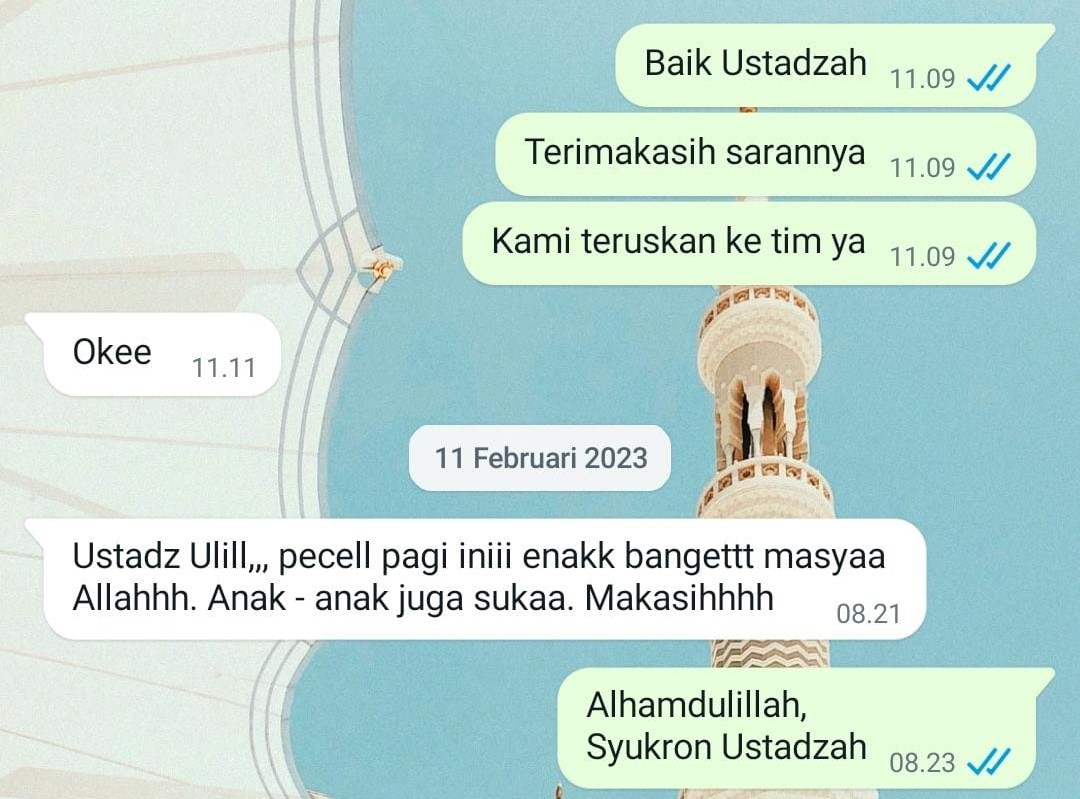 Baik Ustadzah 11.09
Terimakasih sarannya 11.09
Kami teruskan ke tim ya 11.09
Okee 11.11
11 Februari 2023
Ustadz Ulill,,, pecell pagi iniii enakk bangettt masyaa
Allahhh. Anak - anak juga sukaa. Makasihhhh 08.21
Alhamdulillah,
Syukron Ustadzah 08.23